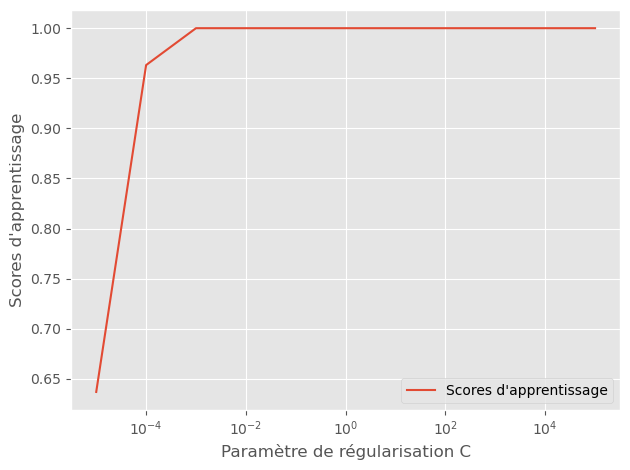 1.00
0.95
0.90
0.85
0.80
0.75
0.70
0.65
Scores d'apprentissage
Scores d'apprentissage
10⁻⁴ 10⁻² 10⁰ 10² 10⁴
Paramètre de régularisation C